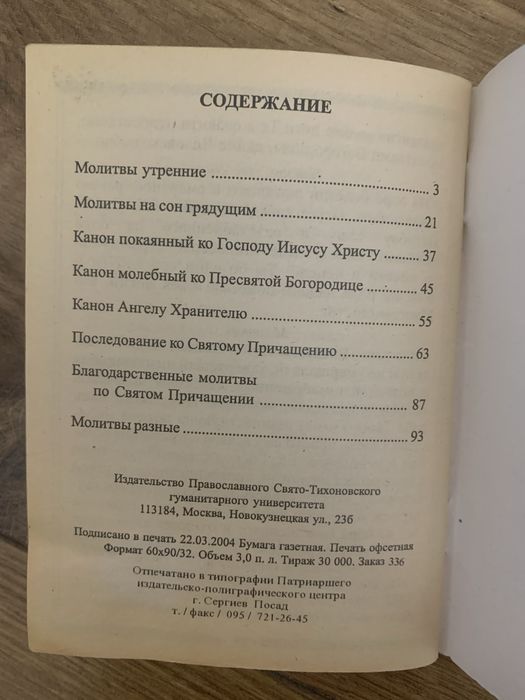 СОДЕРЖАНИЕ
Молитвы утренние ........................................ 3
Молитвы на сон грядущим ............................. 21
Канон покаянный ко Господу Иисусу Христу ....... 37
Канон молебный ко Пресвятой Богородице ......... 45
Канон Ангелу Хранителю ............................... 55
Последование ко Святому Причащению ............. 63
Благодарственные молитвы
по Святом Причащении ............................... 87
Молитвы разные .......................................... 93
Издательство Православного Свято-Тихоновского
гуманитарного университета
113184, Москва, Новокузнецкая ул., 23б
Подписано в печать 22.03.2004 Бумага газетная. Печать офсетная
Формат 60х90/32. Объем 3,0 п. л. Тираж 30 000. Заказ 336
Отпечатано в типографии Патриаршего
издательско-полиграфического центра
г. Сергиев Посад
т. / факс / 095 / 721-26-45